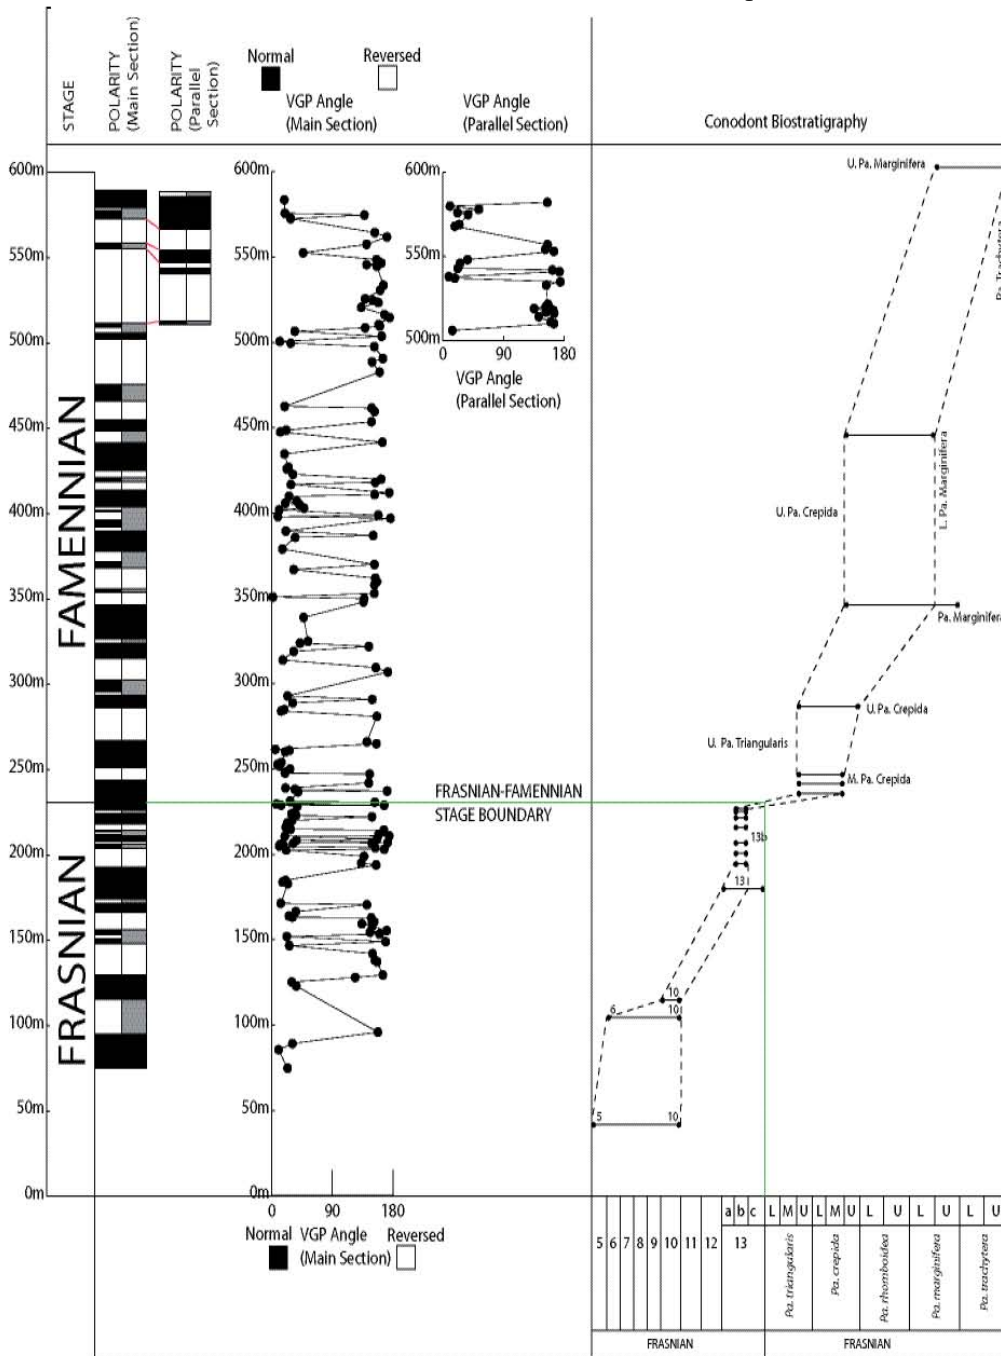 STAGE
POLARITY
(Main Section)
POLARITY
(Parallel
Section)
Normal
Reversed
VGP Angle
(Main Section)
VGP Angle
(Parallel Section)
Conodont Biostratigraphy
600m
550m
500m
450m
400m
350m
300m
250m
200m
150m
100m
50m
0m
FAMENNIAN
FRASNIAN
600m
550m
500m
450m
400m
350m
300m
250m
200m
150m
100m
50m
0m
0 90 180
Normal VGP Angle Reversed
(Main Section)
600m
550m
500m
0 90 180
VGP Angle
(Parallel Section)
FRASNIAN-FAMENNIAN
STAGE BOUNDARY
U. Pa. Marginifera
Pa. Trachytera
L. Pa. Marginifera
U. Pa. Crepida
Pa. Marginifera
U. Pa. Crepida
U. Pa. Triangularis
M. Pa. Crepida
13b
13
10
6 10
5 10
a b c L M U L M U L U L U L U
5 6 7 8 9 10 11 12 13
Pa. triangularis
Pa. crepida
Pa. rhomboidea
Pa. marginifera
Pa. trachytera
FRASNIAN FRASNIAN